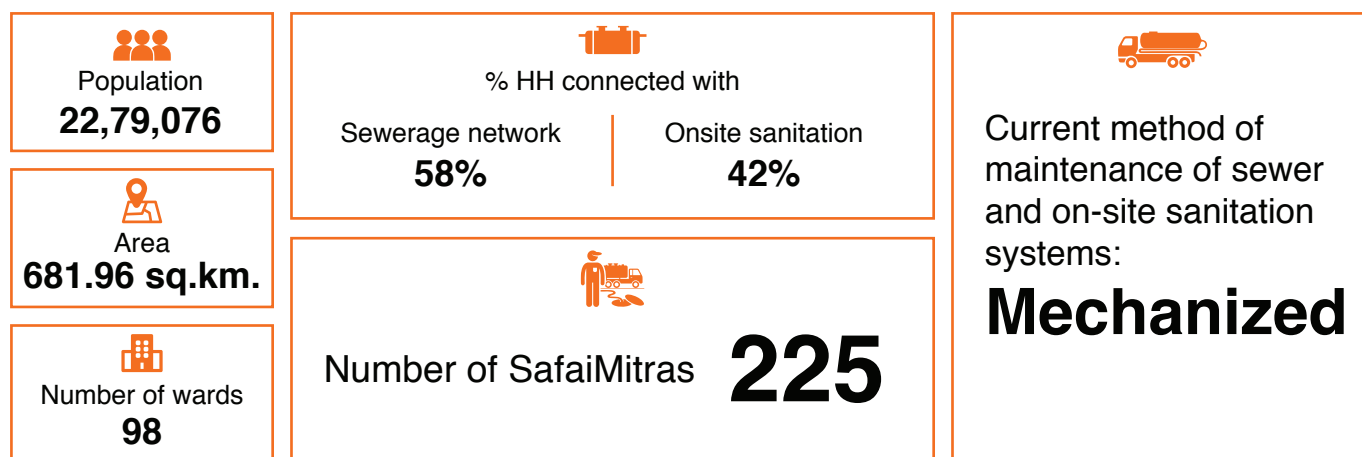 Population
22,79,076
Area
681.96 sq.km.
Number of wards
98
% HH connected with
Sewerage network
58%
Onsite sanitation
42%
Number of SafaiMitras 225
Current method of
maintenance of sewer
and on-site sanitation
systems:
Mechanized